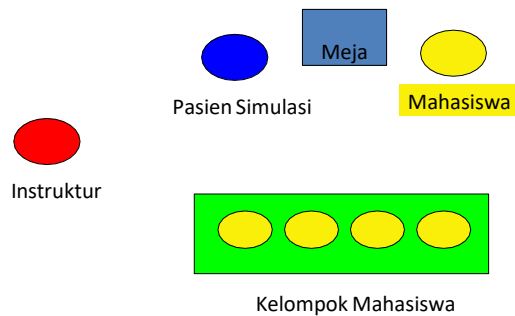 Meja
Pasien Simulasi
Mahasiswa
Instruktur
Kelompok Mahasiswa